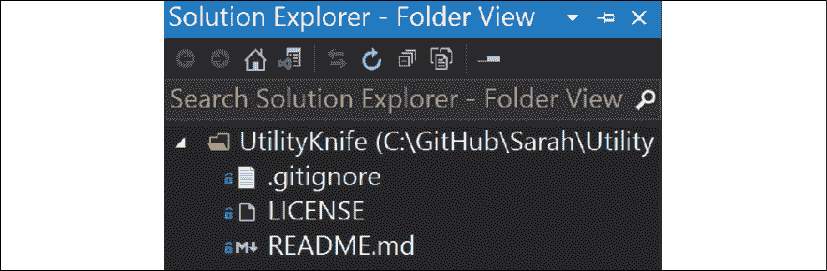 Solution Explorer - Folder View
Search Solution Explorer - Folder View
UtilityKnife (C:\GitHub\Sarah\Utility
.gitignore
LICENSE
M↓ README.md